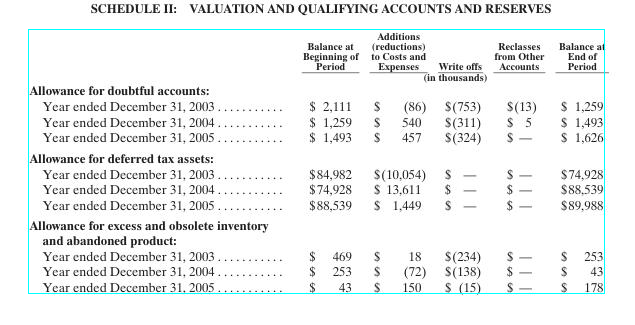 SCHEDULE II: VALUATION AND QUALIFYING ACCOUNTS AND RESERVES
Additions
Balance at (reductions) Reclasses Balance at
Beginning of to Costs and from Other End of
Period Expenses Write offs Accounts Period
(in thousands)
Allowance for doubtful accounts:
Year ended December 31, 2003 . . . . . . . . . . . $ 2,111 $ (86) $(753) $(13) $ 1,259
Year ended December 31, 2004 . . . . . . . . . . . $ 1,259 $ 540 $(311) $ 5 $ 1,493
Year ended December 31, 2005 . . . . . . . . . . . $ 1,493 $ 457 $(324) $ — $ 1,626
Allowance for deferred tax assets:
Year ended December 31, 2003 . . . . . . . . . . . $84,982 $(10,054) $ — $ — $74,928
Year ended December 31, 2004 . . . . . . . . . . . $74,928 $ 13,611 $ — $ — $88,539
Year ended December 31, 2005 . . . . . . . . . . . $88,539 $ 1,449 $ — $ — $89,988
Allowance for excess and obsolete inventory
and abandoned product:
Year ended December 31, 2003 . . . . . . . . . . . $ 469 $ 18 $(234) $ — $ 253
Year ended December 31, 2004 . . . . . . . . . . . $ 253 $ (72) $(138) $ — $ 43
Year ended December 31, 2005 . . . . . . . . . . . $ 43 $ 150 $ (15) $ — $ 178